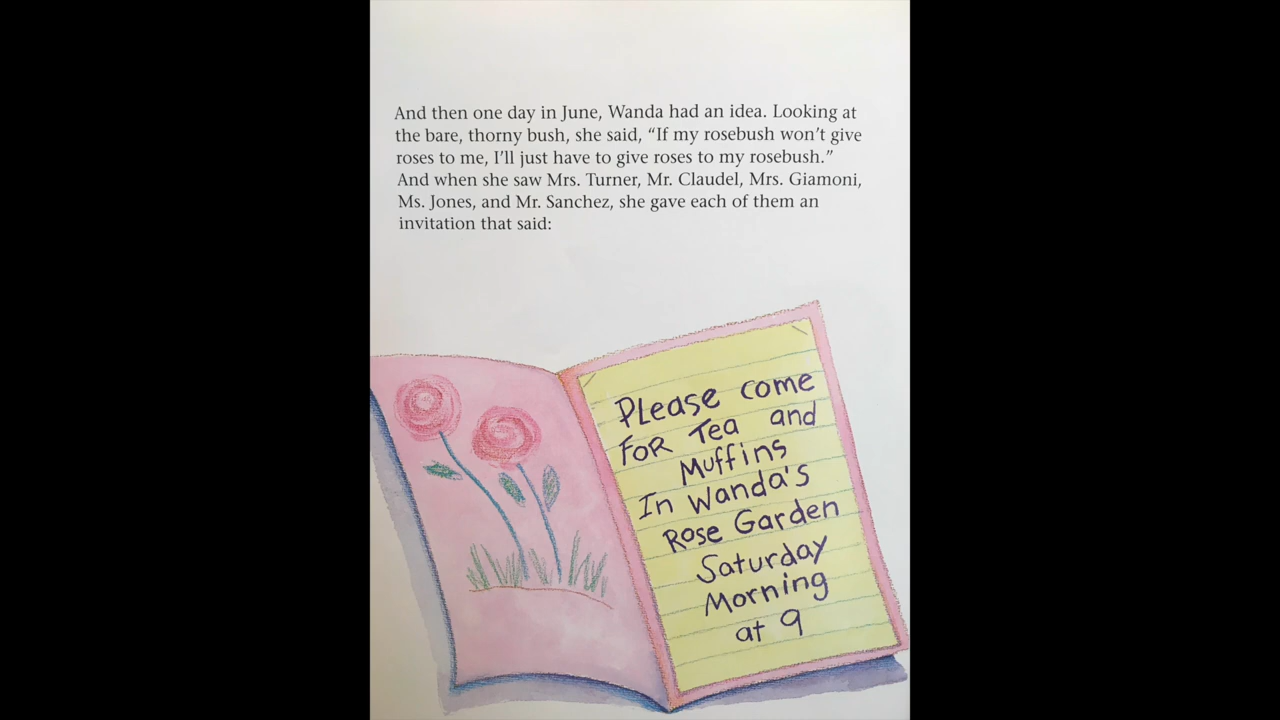 And then one day in June, Wanda had an idea. Looking at
the bare, thorny bush, she said, “If my rosebush won’t give
roses to me, I’ll just have to give roses to my rosebush.”
And when she saw Mrs. Turner, Mr. Claudel, Mrs. Giamoni,
Ms. Jones, and Mr. Sanchez, she gave each of them an
invitation that said:
PLease come
FOR Tea and
Muffins
In Wanda's
Rose Garden
Saturday
Morning
at 9